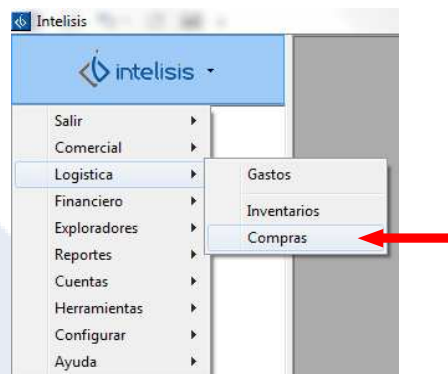 Intelisis
intelisis
Salir
Comercial
Logistica
Financiero
Exploradores
Reportes
Cuentas
Herramientas
Configurar
Ayuda
Gastos
Inventarios
Compras